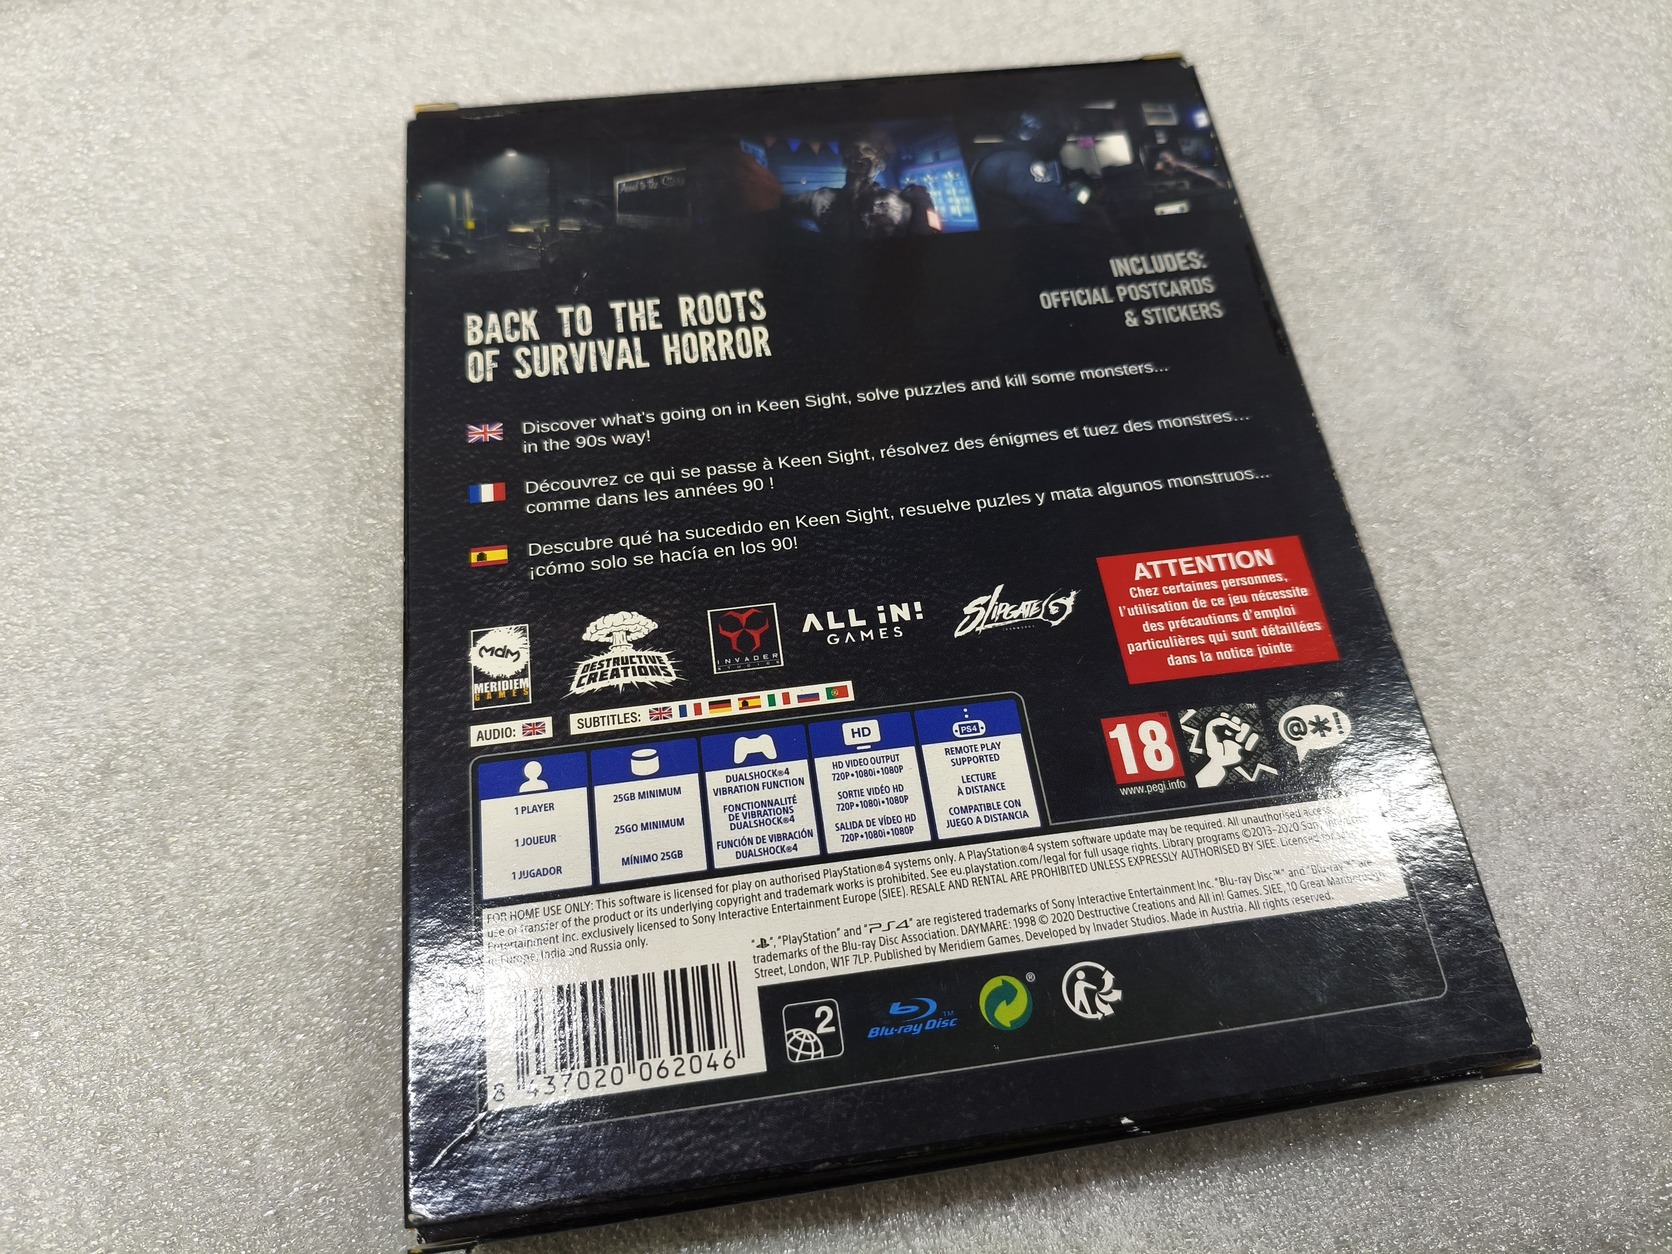 BACK TO THE ROOTS
OF SURVIVAL HORROR
INCLUDES:
OFFICIAL POSTCARDS
& STICKERS
Discover what's going on in Keen Sight, solve puzzles and kill some monsters...
in the 90s way!
Découvrez ce qui se passe à Keen Sight, résolvez des énigmes et tuez des monstres...
comme dans les années 90 !
Descubre qué ha sucedido en Keen Sight, resuelve puzles y mata algunos monstruos...
¡cómo solo se hacía en los 90!
ATTENTION
Chez certaines personnes,
l'utilisation de ce jeu nécessite
des précautions d'emploi
particulières qui sont détaillées
dans la notice jointe
mdm
MERIDIEM
GAMES
DESTRUCTIVE
CREATIONS
INVADER
STUDIOS
ALL iN!
GAMES
SLIPGATE
AUDIO:
SUBTITLES:
1 PLAYER
1 JOUEUR
1 JUGADOR
25GB MINIMUM
25GO MINIMUM
MÍNIMO 25GB
DUALSHOCK®4
VIBRATION FUNCTION
FONCTIONNALITÉ
DE VIBRATIONS
DUALSHOCK®4
FUNCIÓN DE VIBRACIÓN
DUALSHOCK®4
HD
HD VIDEO OUTPUT
720P•1080i•1080P
SORTIE VIDÉO HD
720P•1080i•1080P
SALIDA DE VÍDEO HD
720P•1080i•1080P
PS4
REMOTE PLAY
SUPPORTED
LECTURE
À DISTANCE
COMPATIBLE CON
JUEGO A DISTANCIA
18
www.pegi.info
TM
@*!
FOR HOME USE ONLY: This software is licensed for play on authorised PlayStation®4 systems only. A PlayStation®4 system software update may be required. All unauthorised
use or transfer of the product or its underlying copyright and trademark works is prohibited. See eu.playstation.com/legal for full usage rights. Library programs ©2013-2020 Sony
Entertainment Inc. exclusively licensed to Sony Interactive Entertainment Europe (SIEE). RESALE AND RENTAL ARE PROHIBITED UNLESS EXPRESSLY AUTHORISED BY SIEE. Licensed
in Europe, India and Russia only.
"PlayStation" and "PS4" are registered trademarks of Sony Interactive Entertainment Inc. "Blu-ray Disc™" and "Blu-ray™" are
trademarks of the Blu-ray Disc Association. DAYMARE: 1998 © 2020 Destructive Creations and All in! Games. SIEE, 10 Great Marlborough
Street, London, W1F 7LP. Published by Meridiem Games. Developed by Invader Studios. Made in Austria. All rights reserved.
8 437020 062046
2
Blu-ray Disc
TM
®